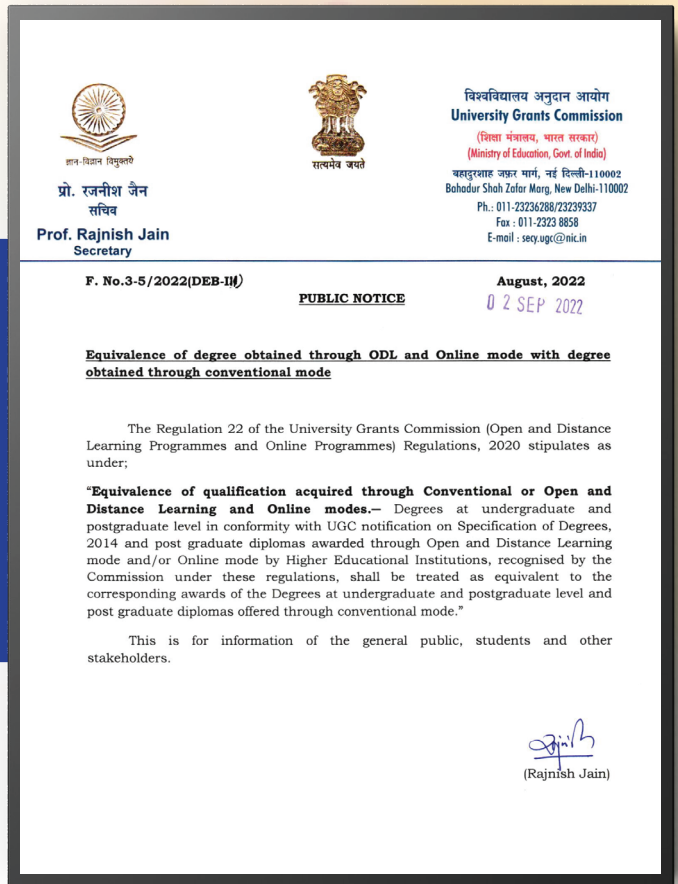 ज्ञान-विज्ञान विमुक्तये
प्रो. रजनीश जैन
सचिव
Prof. Rajnish Jain
Secretary
सत्यमेव जयते
विश्वविद्यालय अनुदान आयोग
University Grants Commission
(शिक्षा मंत्रालय, भारत सरकार)
(Ministry of Education, Govt. of India)
बहादुरशाह ज़फ़र मार्ग, नई दिल्ली-110002
Bahadur Shah Zafar Marg, New Delhi-110002
Ph.: 011-23236288/23239337
Fax : 011-2323 8858
E-mail : secy.ugc@nic.in
F. No.3-5/2022(DEB-III)
August, 2022
PUBLIC NOTICE
02 SEP 2022
Equivalence of degree obtained through ODL and Online mode with degree
obtained through conventional mode
The Regulation 22 of the University Grants Commission (Open and Distance
Learning Programmes and Online Programmes) Regulations, 2020 stipulates as
under;
“Equivalence of qualification acquired through Conventional or Open and
Distance Learning and Online modes.— Degrees at undergraduate and
postgraduate level in conformity with UGC notification on Specification of Degrees,
2014 and post graduate diplomas awarded through Open and Distance Learning
mode and/or Online mode by Higher Educational Institutions, recognised by the
Commission under these regulations, shall be treated as equivalent to the
corresponding awards of the Degrees at undergraduate and postgraduate level and
post graduate diplomas offered through conventional mode.”
This is for information of the general public, students and other
stakeholders.
(Rajnish Jain)